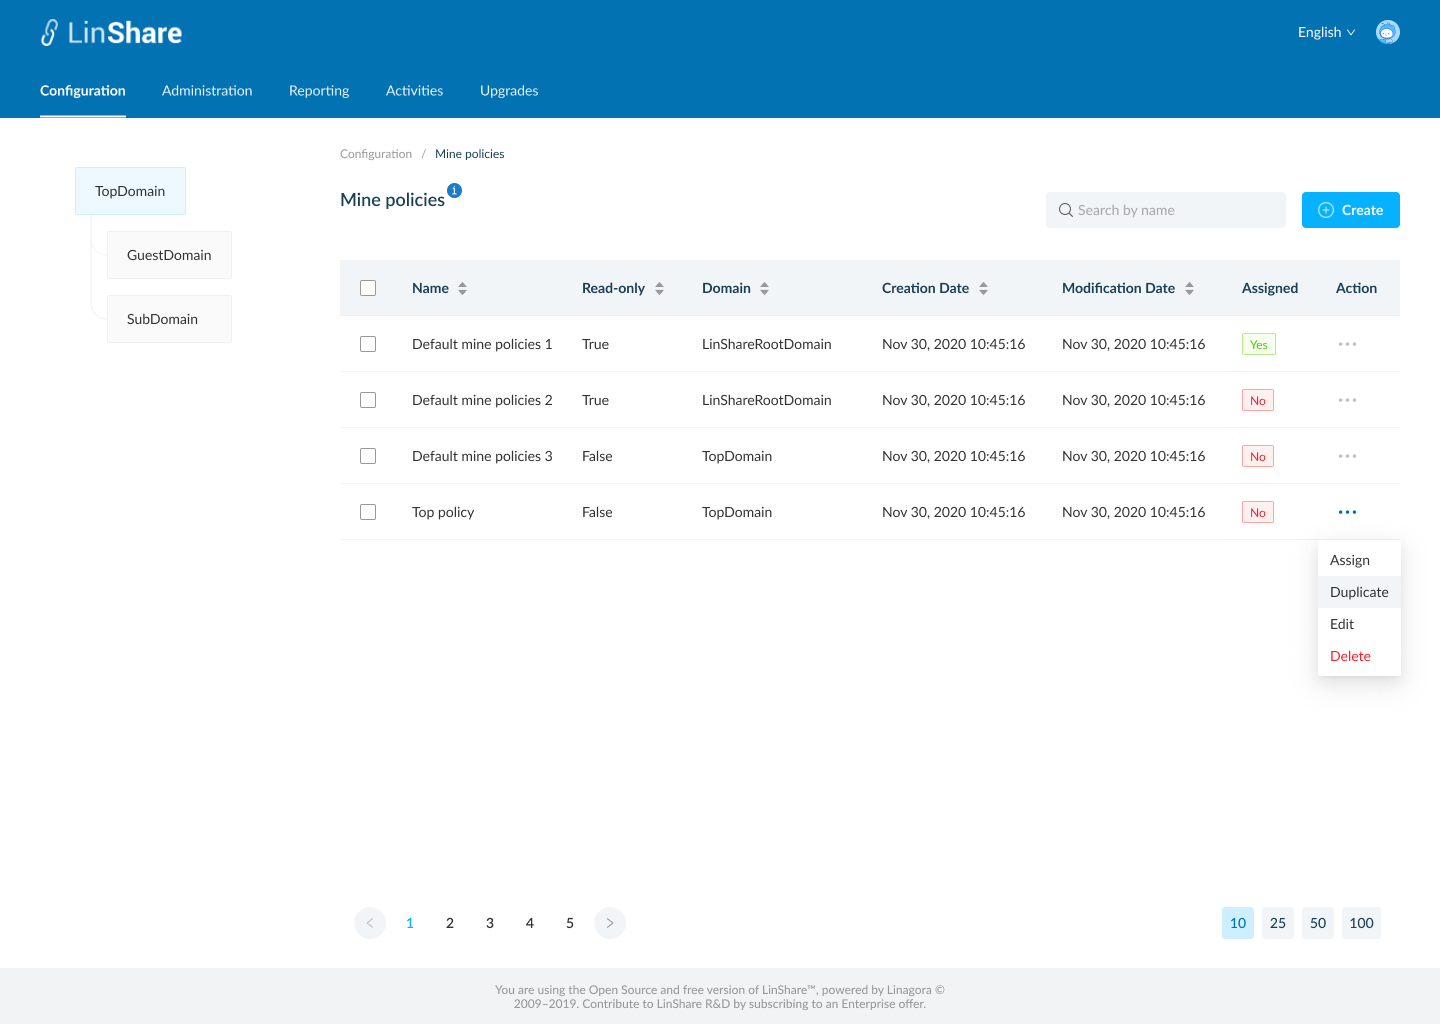 LinShare
English
Configuration Administration Reporting Activities Upgrades
TopDomain
GuestDomain
SubDomain
Configuration / Mine policies
Mine policies
Search by name
Create
Name Read-only Domain Creation Date Modification Date Assigned Action
Default mine policies 1 True LinShareRootDomain Nov 30, 2020 10:45:16 Nov 30, 2020 10:45:16 Yes
Default mine policies 2 True LinShareRootDomain Nov 30, 2020 10:45:16 Nov 30, 2020 10:45:16 No
Default mine policies 3 False TopDomain Nov 30, 2020 10:45:16 Nov 30, 2020 10:45:16 No
Top policy False TopDomain Nov 30, 2020 10:45:16 Nov 30, 2020 10:45:16 No
Assign
Duplicate
Edit
Delete
< 1 2 3 4 5 >
10 25 50 100
You are using the Open Source and free version of LinShare™, powered by Linagora ©
2009–2019. Contribute to LinShare R&D by subscribing to an Enterprise offer.